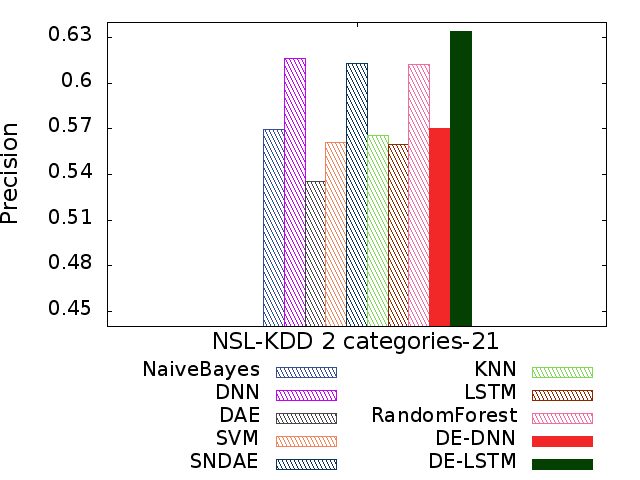 0.63
0.6
0.57
0.54
0.51
0.48
0.45
Precision
NSL-KDD 2 categories-21
NaiveBayes
DNN
DAE
SVM
SNDAE
KNN
LSTM
RandomForest
DE-DNN
DE-LSTM